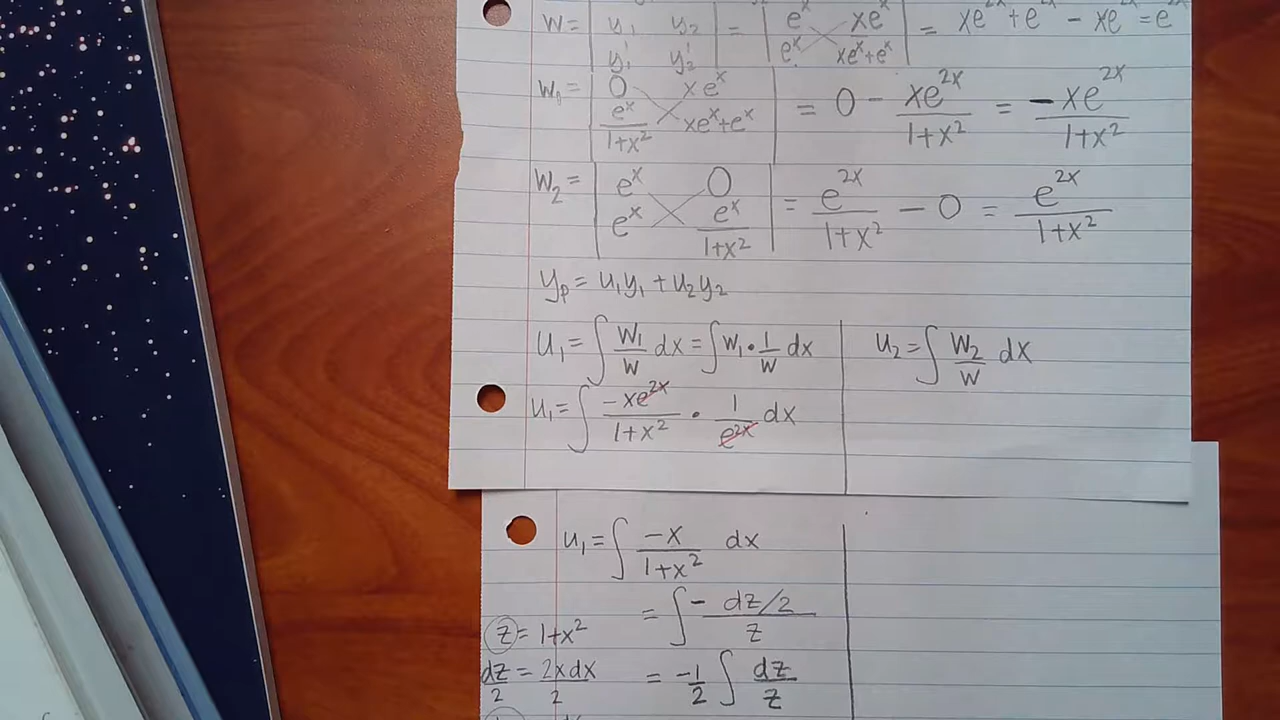 W = | y₁ y₂ | = | eˣ xeˣ | = xe²ˣ + e²ˣ - xe²ˣ = e²ˣ
y₁' y₂' eˣ xeˣ+eˣ
W₁ = | 0 xeˣ | = 0 - xe²ˣ/(1+x²) = -xe²ˣ/(1+x²)
eˣ/(1+x²) xeˣ+eˣ
W₂ = | eˣ 0 | = e²ˣ/(1+x²) - 0 = e²ˣ/(1+x²)
eˣ eˣ/(1+x²)
yₚ = u₁y₁ + u₂y₂
u₁ = ∫ W₁/W dx = ∫ W₁ · 1/W dx
u₁ = ∫ -xe²ˣ/(1+x²) · 1/e²ˣ dx
u₂ = ∫ W₂/W dx
u₁ = ∫ -x/(1+x²) dx
= ∫ - (dz/2)/z
z = 1+x²
dz/2 = 2xdx/2
= -1/2 ∫ dz/z